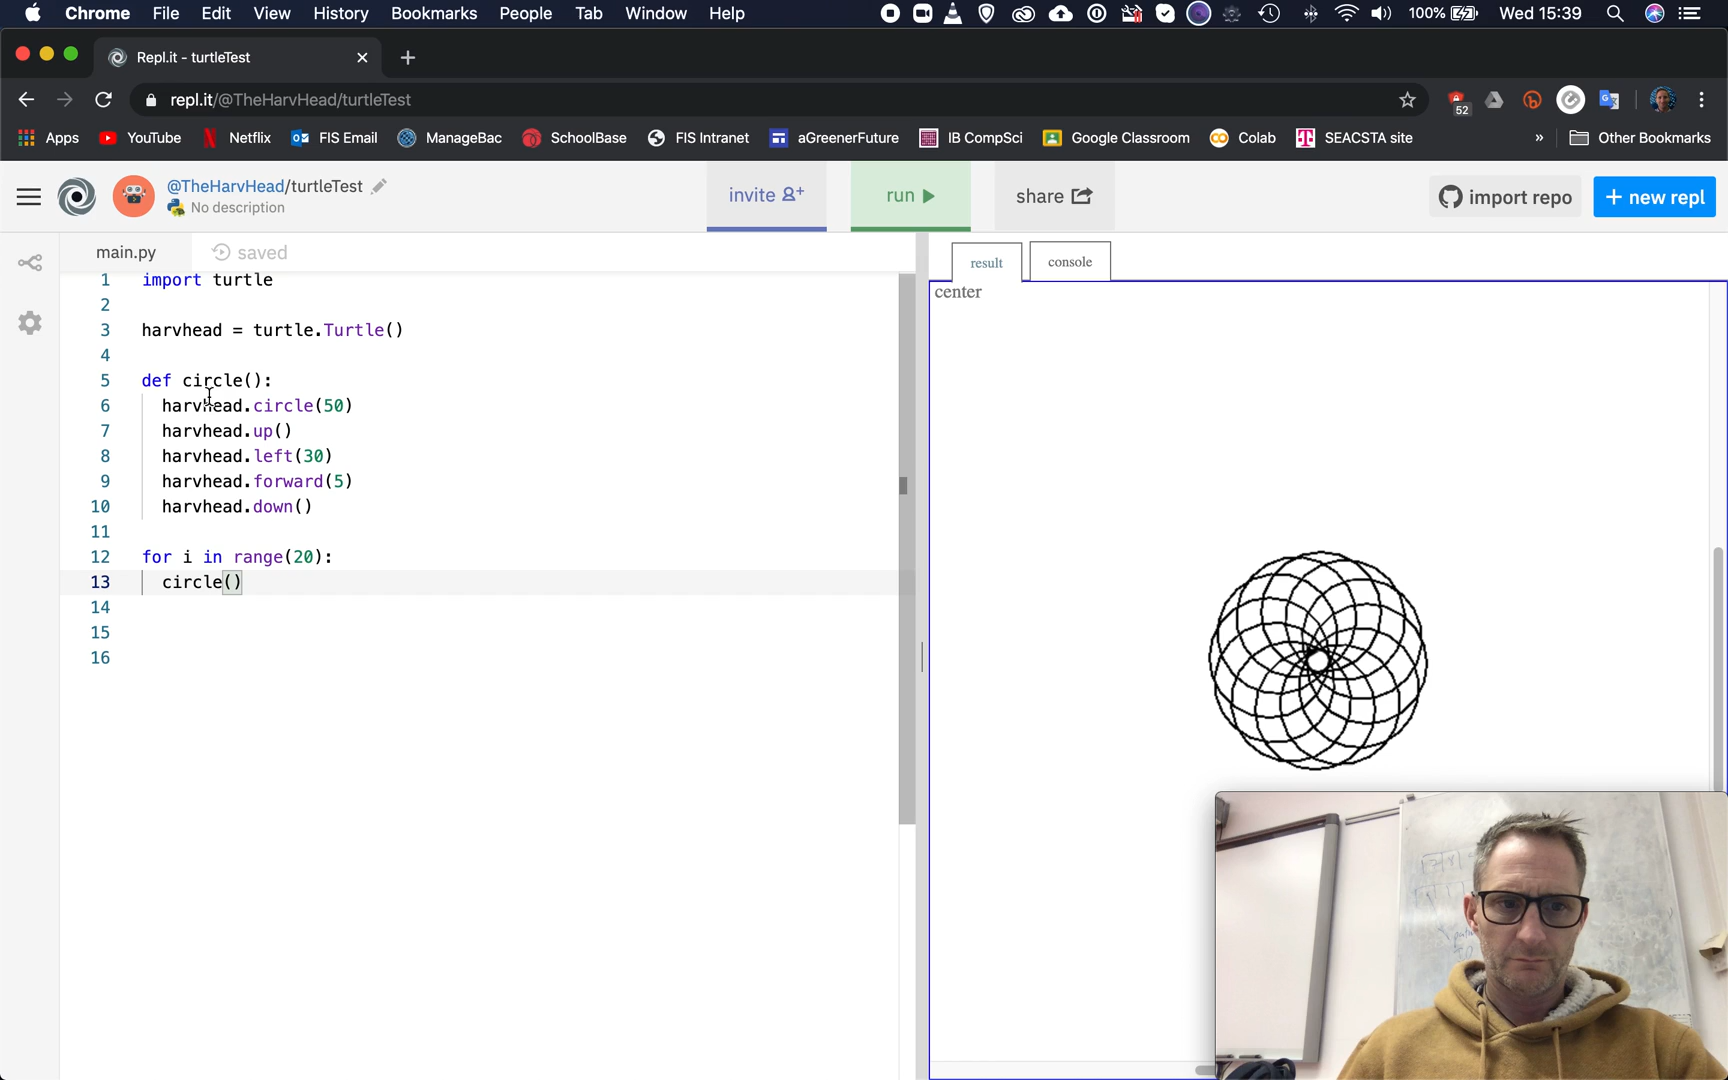 Chrome File Edit View History Bookmarks People Tab Window Help 100% Wed 15:39
Repl.it - turtleTest
repl.it/@TheHarvHead/turtleTest 52
Apps YouTube Netflix FIS Email ManageBac SchoolBase FIS Intranet aGreenerFuture IB CompSci Google Classroom Colab SEACSTA site » Other Bookmarks
@TheHarvHead/turtleTest
No description
invite run share import repo + new repl
main.py saved
result console
center
1 import turtle
2
3 harvhead = turtle.Turtle()
4
5 def circle():
6 harvhead.circle(50)
7 harvhead.up()
8 harvhead.left(30)
9 harvhead.forward(5)
10 harvhead.down()
11
12 for i in range(20):
13 circle()
14
15
16